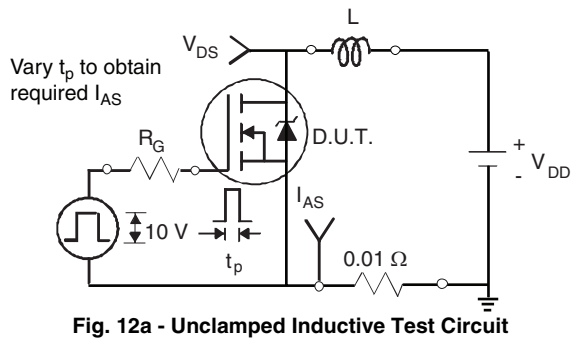 L
V_DS
Vary t_p to obtain
required I_AS
R_G
D.U.T.
+
V_DD
-
I_AS
10 V
t_p
0.01 Ω
Fig. 12a - Unclamped Inductive Test Circuit